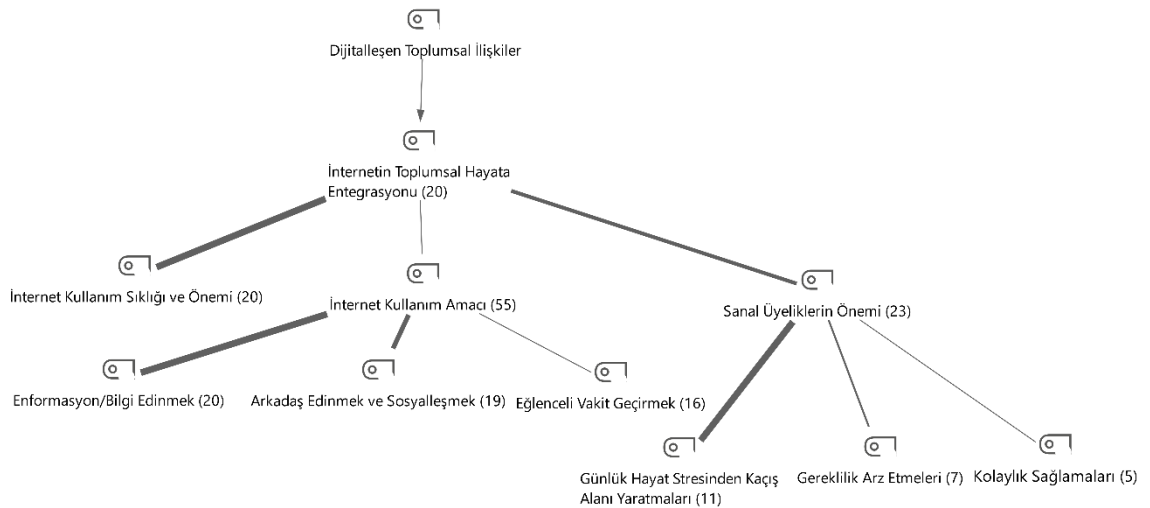 Dijitalleşen Toplumsal İlişkiler
İnternetin Toplumsal Hayata
Entegrasyonu (20)
İnternet Kullanım Sıklığı ve Önemi (20)
İnternet Kullanım Amacı (55)
Sanal Üyeliklerin Önemi (23)
Enformasyon/Bilgi Edinmek (20)
Arkadaş Edinmek ve Sosyalleşmek (19)
Eğlenceli Vakit Geçirmek (16)
Günlük Hayat Stresinden Kaçış
Alanı Yaratmaları (11)
Gereklilik Arz Etmeleri (7)
Kolaylık Sağlamaları (5)